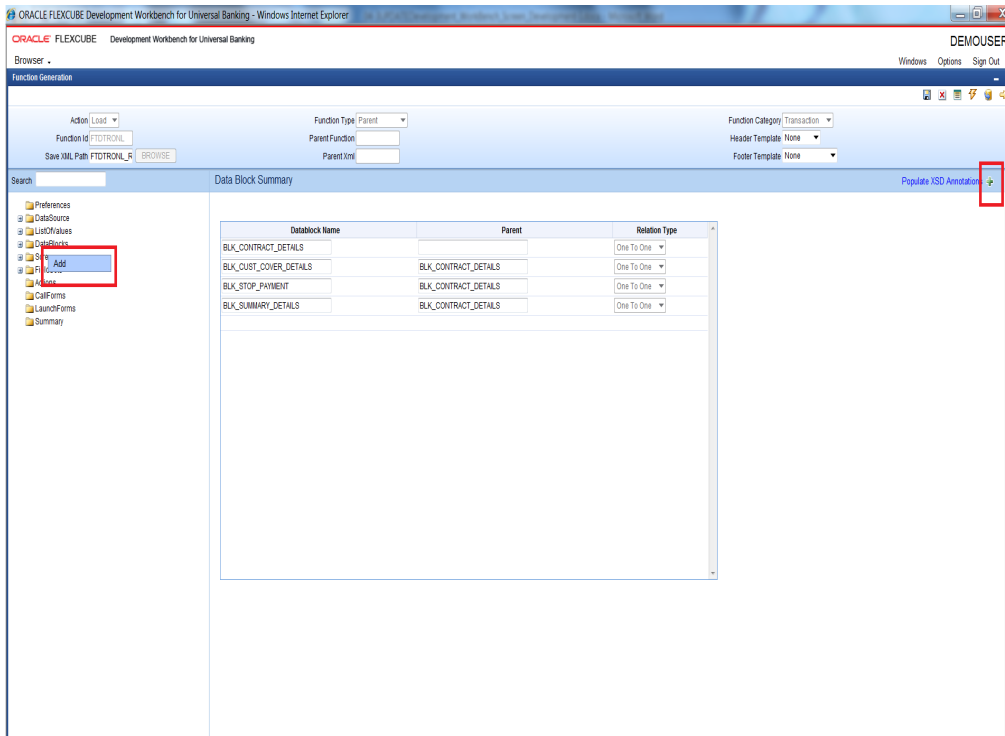 ORACLE FLEXCUBE Development Workbench for Universal Banking - Windows Internet Explorer
ORACLE FLEXCUBE Development Workbench for Universal Banking
DEMOUSER
Browser
Windows Options Sign Out
Function Generation
Action Load Function Type Parent Function Category Transaction
Function Id FTDTRONL Parent Function Header Template None
Save XML Path FTDTRONL_R BROWSE Parent Xml Footer Template None
Search Data Block Summary Populate XSD Annotations
Preferences
DataSource
ListOfValues
DataBlocks
Add
Actions
CallForms
LaunchForms
Summary
Datablock Name Parent Relation Type
BLK_CONTRACT_DETAILS One To One
BLK_CUST_COVER_DETAILS BLK_CONTRACT_DETAILS One To One
BLK_STOP_PAYMENT BLK_CONTRACT_DETAILS One To One
BLK_SUMMARY_DETAILS BLK_CONTRACT_DETAILS One To One